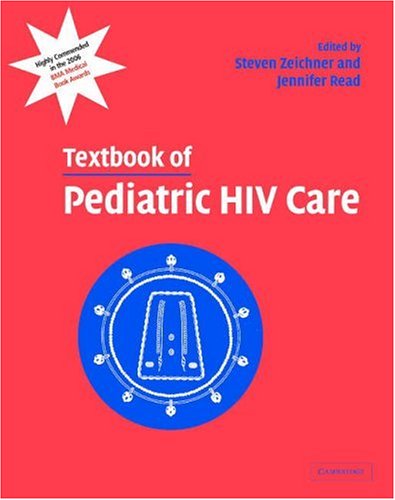 Highly Commended
in the 2006
BMA Medical
Book Awards
Edited by
Steven Zeichner and
Jennifer Read
Textbook of
Pediatric HIV Care
CAMBRIDGE